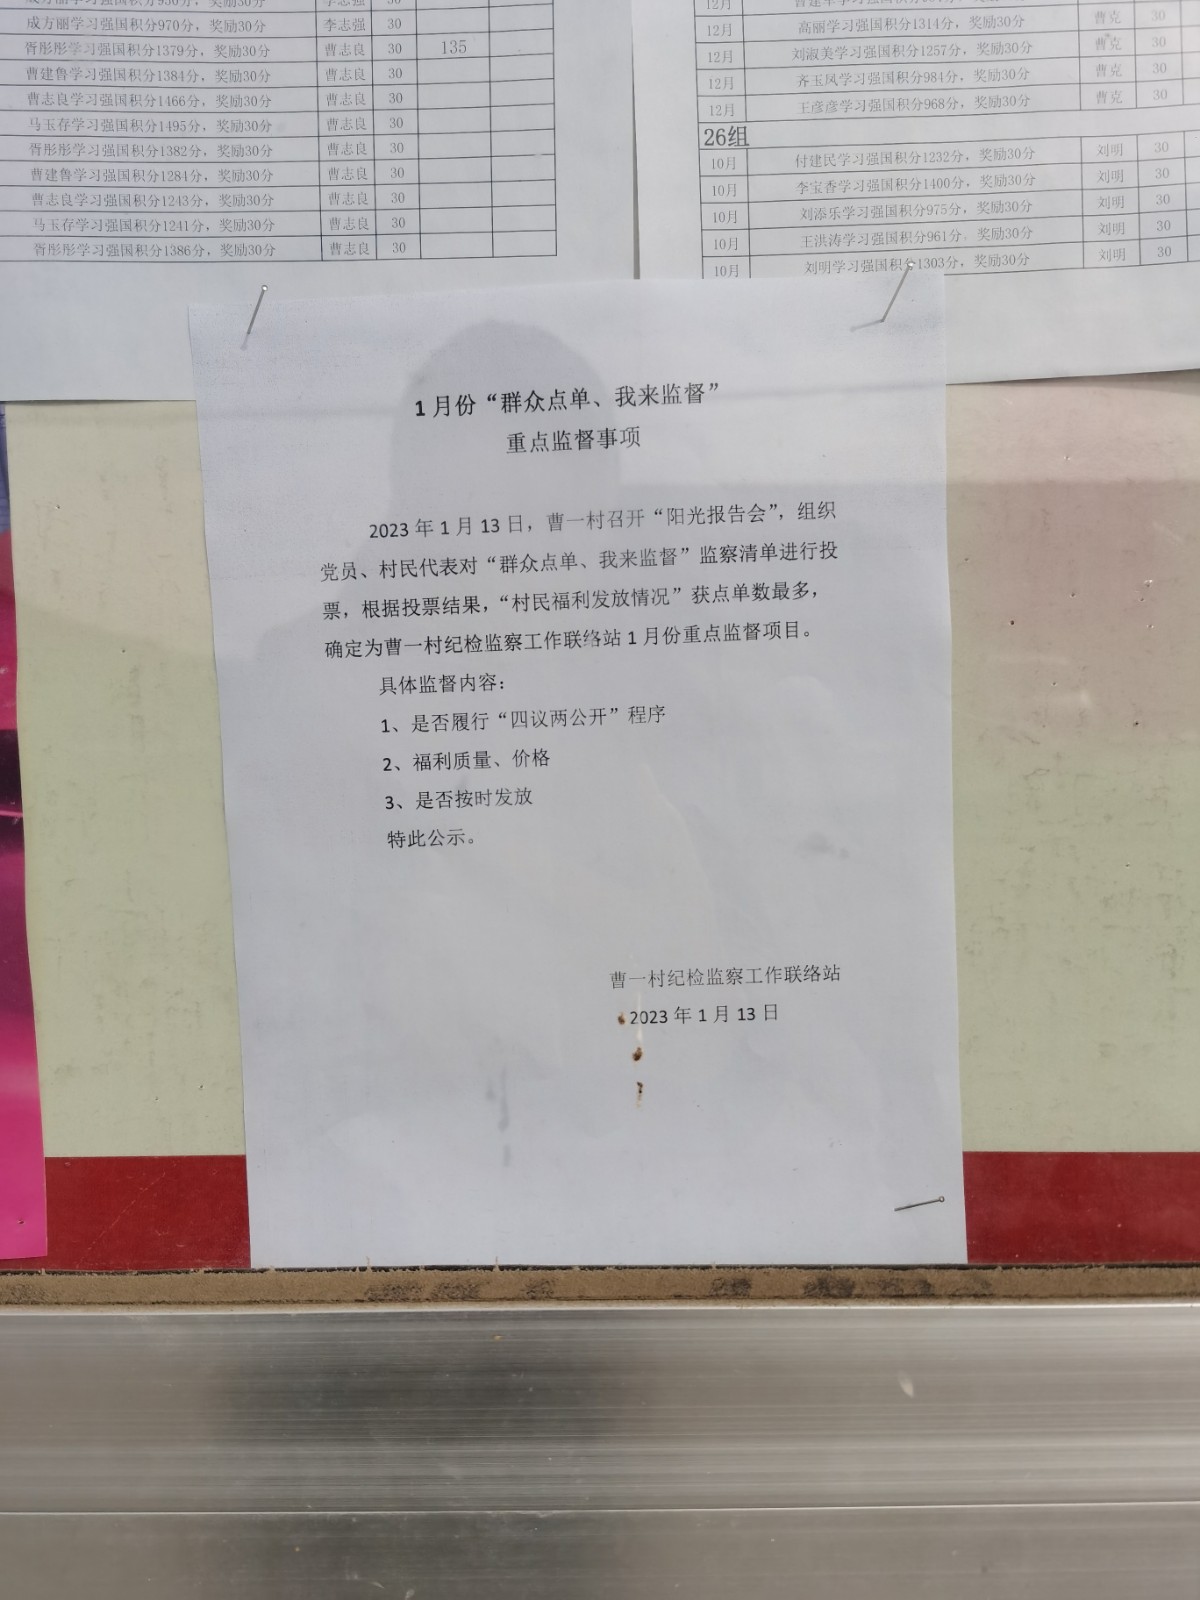 成方丽学习强国积分970分，奖励30分 李志强 30
胥彤彤学习强国积分1379分，奖励30分 曹志良 30 135
曹建鲁学习强国积分1384分，奖励30分 曹志良 30
曹志良学习强国积分1466分，奖励30分 曹志良 30
马玉存学习强国积分1495分，奖励30分 曹志良 30
胥彤彤学习强国积分1382分，奖励30分 曹志良 30
曹建鲁学习强国积分1284分，奖励30分 曹志良 30
曹志良学习强国积分1243分，奖励30分 曹志良 30
马玉存学习强国积分1241分，奖励30分 曹志良 30
胥彤彤学习强国积分1386分，奖励30分 曹志良 30
12月
12月 高丽学习强国积分1314分，奖励30分 曹克 30
12月 刘淑美学习强国积分1257分，奖励30分 曹克 30
12月 齐玉凤学习强国积分984分，奖励30分 曹克 30
12月 王彦彦学习强国积分968分，奖励30分 曹克 30
26组
10月 付建民学习强国积分1232分，奖励30分 刘明 30
10月 李宝香学习强国积分1400分，奖励30分 刘明 30
10月 刘添乐学习强国积分975分，奖励30分 刘明 30
10月 王洪涛学习强国积分961分，奖励30分 刘明 30
10月 刘明学习强国积分1303分，奖励30分 刘明 30
1 月份“群众点单、我来监督”
重点监督事项
2023 年 1 月 13 日，曹一村召开“阳光报告会”，组织
党员、村民代表对“群众点单、我来监督”监察清单进行投
票，根据投票结果，“村民福利发放情况”获点单数最多，
确定为曹一村纪检监察工作联络站 1 月份重点监督项目。
具体监督内容：
1、是否履行“四议两公开”程序
2、福利质量、价格
3、是否按时发放
特此公示。
曹一村纪检监察工作联络站
2023 年 1 月 13 日